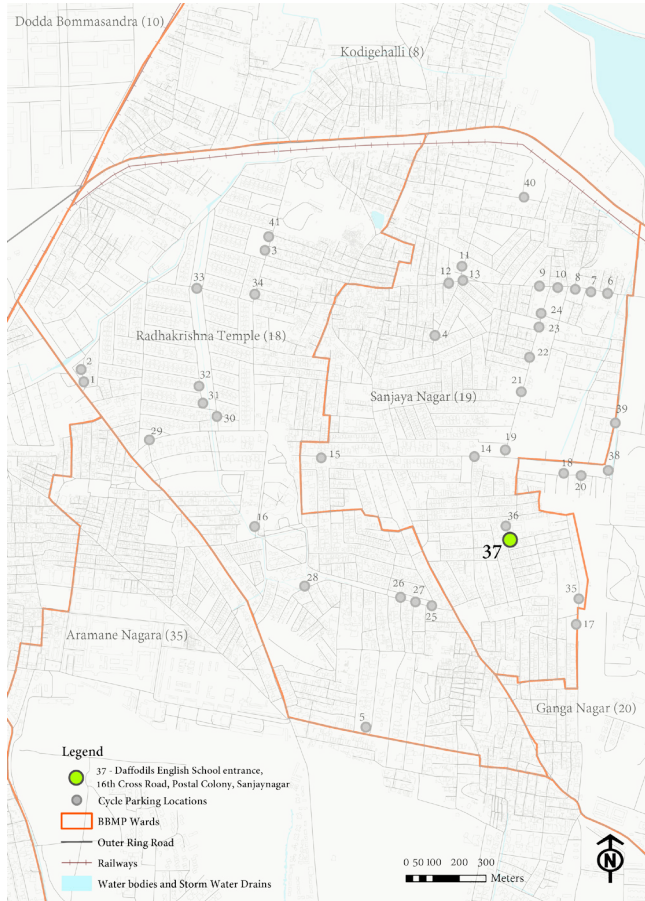 Dodda Bommasandra (10)
Kodigehalli (8)
40
41
3
11
12
13
33
34
9
10
8
7
6
24
4
23
Radhakrishna Temple (18)
22
2
1
32
21
Sanjaya Nagar (19)
31
30
39
29
19
15
14
38
18
20
16
36
37
28
26
27
25
35
17
Aramane Nagara (35)
Ganga Nagar (20)
5
Legend
37 - Daffodils English School entrance,
16th Cross Road, Postal Colony, Sanjaynagar
Cycle Parking Locations
BBMP Wards
Outer Ring Road
Railways
Water bodies and Storm Water Drains
N
0 50 100 200 300
Meters